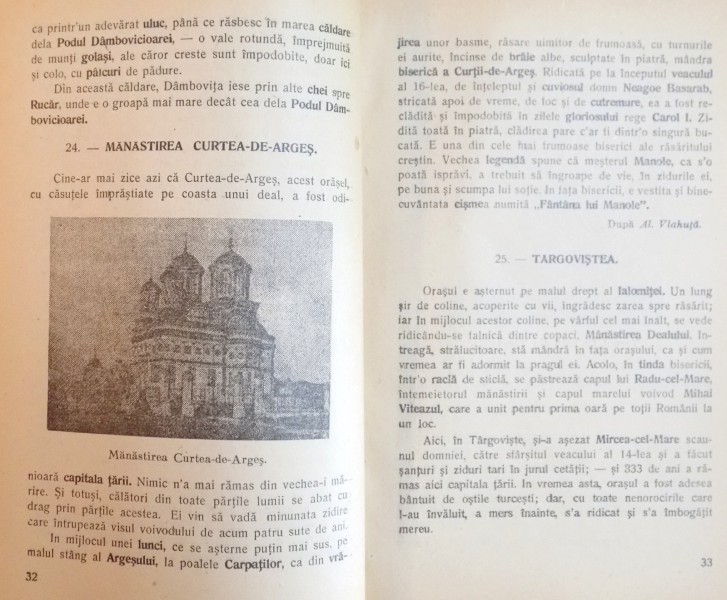 ca printr'un adevărat uluc, până ce răsbesc în marea căldare
dela Podul Dâmbovicioarei, — o vale rotundă, împrejmuită
de munți golași, ale căror creste sunt împodobite, doar ici
și colo, cu pâlcuri de pădure.
Din această căldare, Dâmbovița iese prin alte chei spre
Rucăr, unde e o groapă mai mare decât cea dela Podul Dâm-
bovicioarei.
24. — MĂNĂSTIREA CURTEA-DE-ARGEȘ.
Cine-ar mai zice azi că Curtea-de-Argeș, acest orășel,
cu căsuțele împrăștiate pe coasta unui deal, a fost odi-
Mănăstirea Curtea-de-Argeș.
nioară capitala țării. Nimic n'a mai rămas din vechea-i mă-
rire. Și totuși, călători din toate părțile lumii se abat cu
drag prin părțile acestea. Ei vin să vadă minunata zidire
care întrupează visul voivodului de acum patru sute de ani.
In mijlocul unei lunci, ce se așterne puțin mai sus, pe
malul stâng al Argeșului, la poalele Carpaților, ca din vră-
32
jirea unor basme, răsare uimitor de frumoasă, cu turnurile
ei aurite, încinse de brâie albe, sculptate în piatră, mândra
biserică a Curții-de-Argeș. Ridicată pe la începutul veacului
al 16-lea, de înțeleptul și cuviosul domn Neagoe Basarab,
stricată apoi de vreme, de foc și de cutremure, ea a fost re-
clădită și împodobită în zilele gloriosului rege Carol I. Zi-
dită toată în piatră, clădirea pare c'ar fi dintr'o singură bu-
cată. E una din cele mai frumoase biserici ale răsăritului
creștin. Vechea legendă spune că meșterul Manole, ca s'o
poată isprăvi, a trebuit să îngroape de vie, în zidurile ei,
pe buna și scumpa lui soție. In fața bisericii, e vestita și bine-
cuvântata cișmea numită „Fântâna lui Manole".
După Al. Vlahuță.
25. — TÂRGOVIȘTEA.
Orașul e așternut pe malul drept al Ialomiței. Un lung
șir de coline, acoperite cu vii, îngrădesc zarea spre răsărit;
iar în mijlocul acestor coline, pe vârful cel mai înalt, se vede
ridicându-se falnică dintre copaci, Mănăstirea Dealului. In-
treagă, strălucitoare, stă mândră în fața orașului, ca și cum
vremea ar fi adormit la pragul ei. Acolo, în tinda bisericii,
într'o raclă de sticlă, se păstrează capul lui Radu-cel-Mare,
întemeietorul mănăstirii și capul marelui voivod Mihai
Viteazul, care a unit pentru prima oară pe toții Românii la
un loc.
Aici, în Târgoviște, și-a așezat Mircea-cel-Mare scau-
nul domniei, către sfârșitul veacului al 14-lea și a făcut
șanțuri și ziduri tari în jurul cetății; — și 333 de ani a ră-
mas aici capitala țării. In vremea asta, orașul a fost adesea
bântuit de oștile turcești; dar, cu toate nenorocirile care
l-au învăluit, a mers înainte, s'a ridicat și s'a îmbogățit
mereu.
33